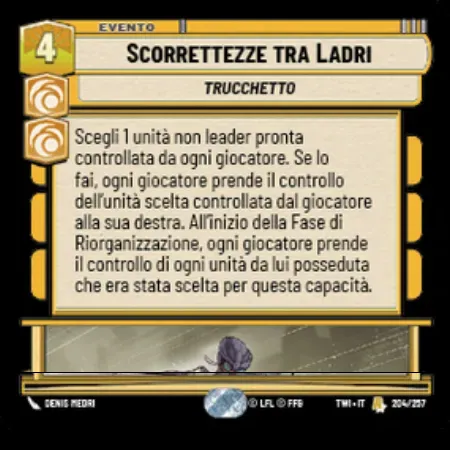 EVENTO
4
SCORRETTEZZE TRA LADRI
TRUCCHETTO
Scegli 1 unità non leader pronta
controllata da ogni giocatore. Se lo
fai, ogni giocatore prende il controllo
dell'unità scelta controllata dal giocatore
alla sua destra. All'inizio della Fase di
Riorganizzazione, ogni giocatore prende
il controllo di ogni unità da lui posseduta
che era stata scelta per questa capacità.
DENIS MEDRI
© LFL © FFG
TWI • IT
204/257